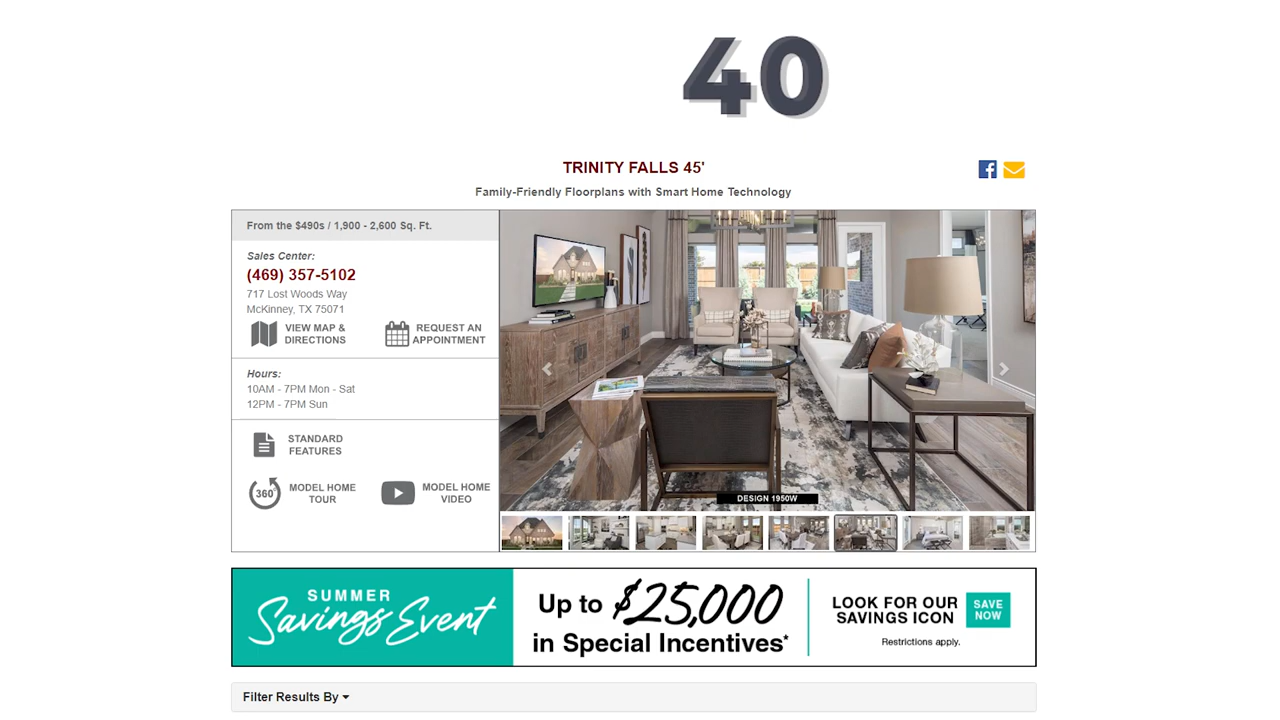 40
TRINITY FALLS 45'
Family-Friendly Floorplans with Smart Home Technology
From the $490s / 1,900 - 2,600 Sq. Ft.
Sales Center:
(469) 357-5102
717 Lost Woods Way
McKinney, TX 75071
VIEW MAP &
DIRECTIONS
REQUEST AN
APPOINTMENT
Hours:
10AM - 7PM Mon - Sat
12PM - 7PM Sun
STANDARD
FEATURES
360°
MODEL HOME
TOUR
MODEL HOME
VIDEO
DESIGN 1950W
SUMMER
Savings Event
Up to $25,000
in Special Incentives*
LOOK FOR OUR
SAVINGS ICON
SAVE
NOW
Restrictions apply.
Filter Results By